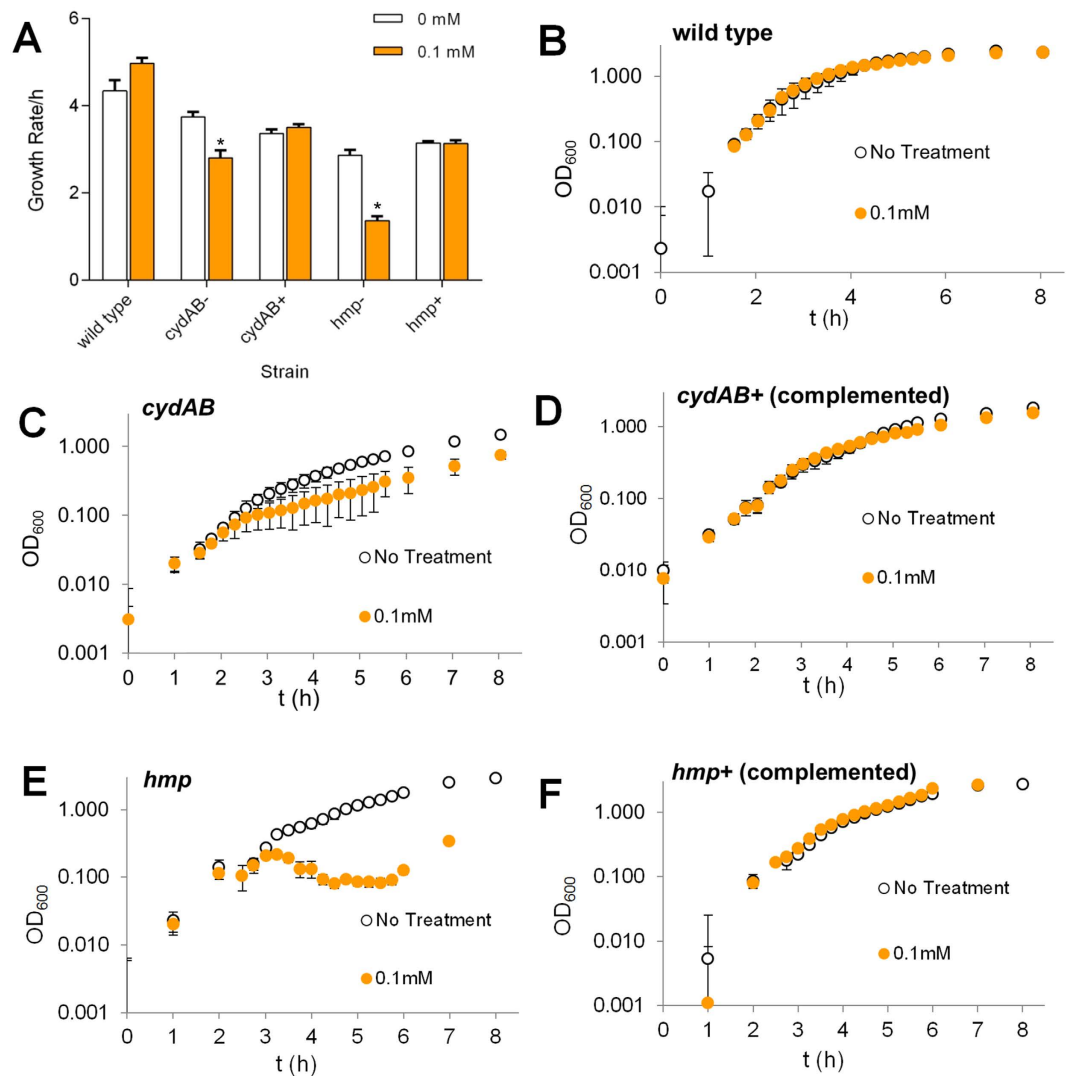 A
6
4
2
0
Growth Rate/h
0 mM
0.1 mM
*
*
wild type
cydAB-
cydAB+
hmp-
hmp+
Strain
B
wild type
1.000
0.100
0.010
0.001
OD600
No Treatment
0.1mM
0 2 4 6 8
t (h)
C
cydAB
1.000
0.100
0.010
0.001
OD600
No Treatment
0.1mM
0 1 2 3 4 5 6 7 8
t (h)
D
cydAB+ (complemented)
1.000
0.100
0.010
0.001
OD600
No Treatment
0.1mM
0 1 2 3 4 5 6 7 8
t (h)
E
hmp
1.000
0.100
0.010
0.001
OD600
No Treatment
0.1mM
0 1 2 3 4 5 6 7 8
t (h)
F
hmp+ (complemented)
1.000
0.100
0.010
0.001
OD600
No Treatment
0.1mM
0 1 2 3 4 5 6 7 8
t (h)